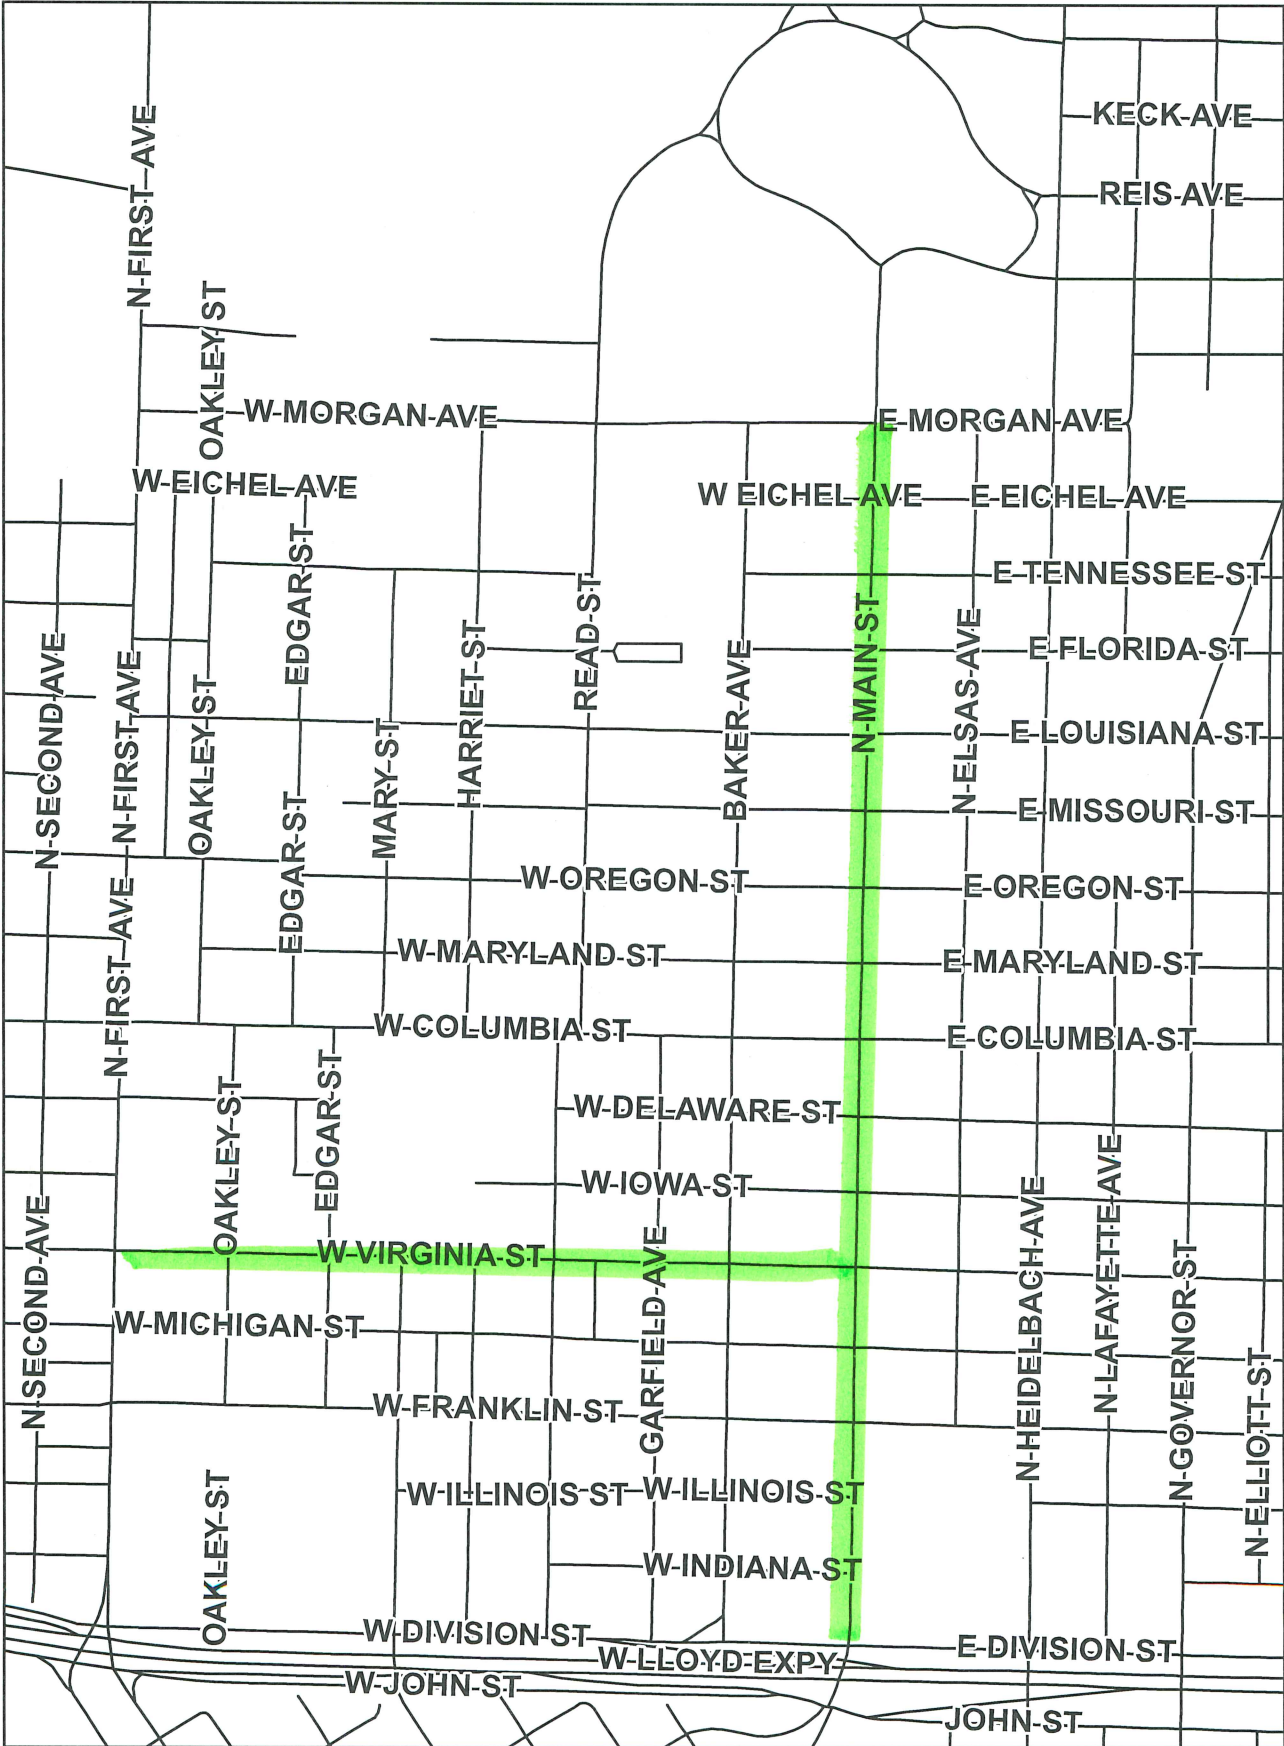 KECK AVE
N FIRST AVE
REIS AVE
OAKLEY ST
W MORGAN AVE
E MORGAN AVE
W EICHEL AVE
W EICHEL AVE
E EICHEL AVE
EDGAR ST
E TENNESSEE ST
READ ST
N MAIN ST
N ELSAS AVE
HARRIET ST
E FLORIDA ST
N SECOND AVE
N FIRST AVE
BAKER AVE
OAKLEY ST
MARY ST
E LOUISIANA ST
EDGAR ST
E MISSOURI ST
W OREGON ST
E OREGON ST
N FIRST AVE
W MARYLAND ST
E MARYLAND ST
W COLUMBIA ST
E COLUMBIA ST
OAKLEY ST
EDGAR ST
W DELAWARE ST
N LAFAYETTE AVE
W IOWA ST
N HEIDELBACH AVE
N SECOND AVE
W VIRGINIA ST
GARFIELD AVE
N GOVERNOR ST
W MICHIGAN ST
N ELLIOTT ST
W FRANKLIN ST
OAKLEY ST
W ILLINOIS ST
W ILLINOIS ST
W INDIANA ST
W DIVISION ST
E DIVISION ST
W LLOYD EXPY
W JOHN ST
JOHN ST